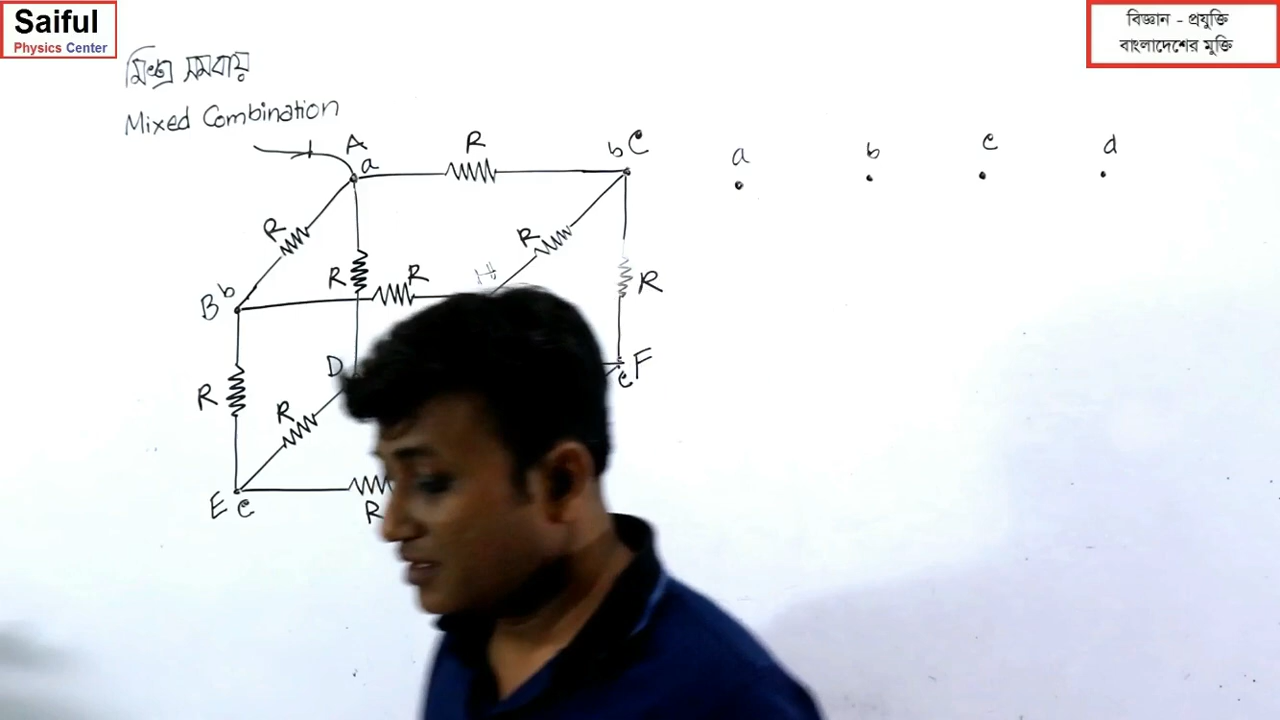 Saiful
Physics Center
বিজ্ঞান - প্রযুক্তি
বাংলাদেশের মুক্তি
মিশ্র সমবায়
Mixed Combination
A
a
R
b C
a
b
c
d
R
R
R
R
H
R
B b
D
F
c
R
R
E c
R